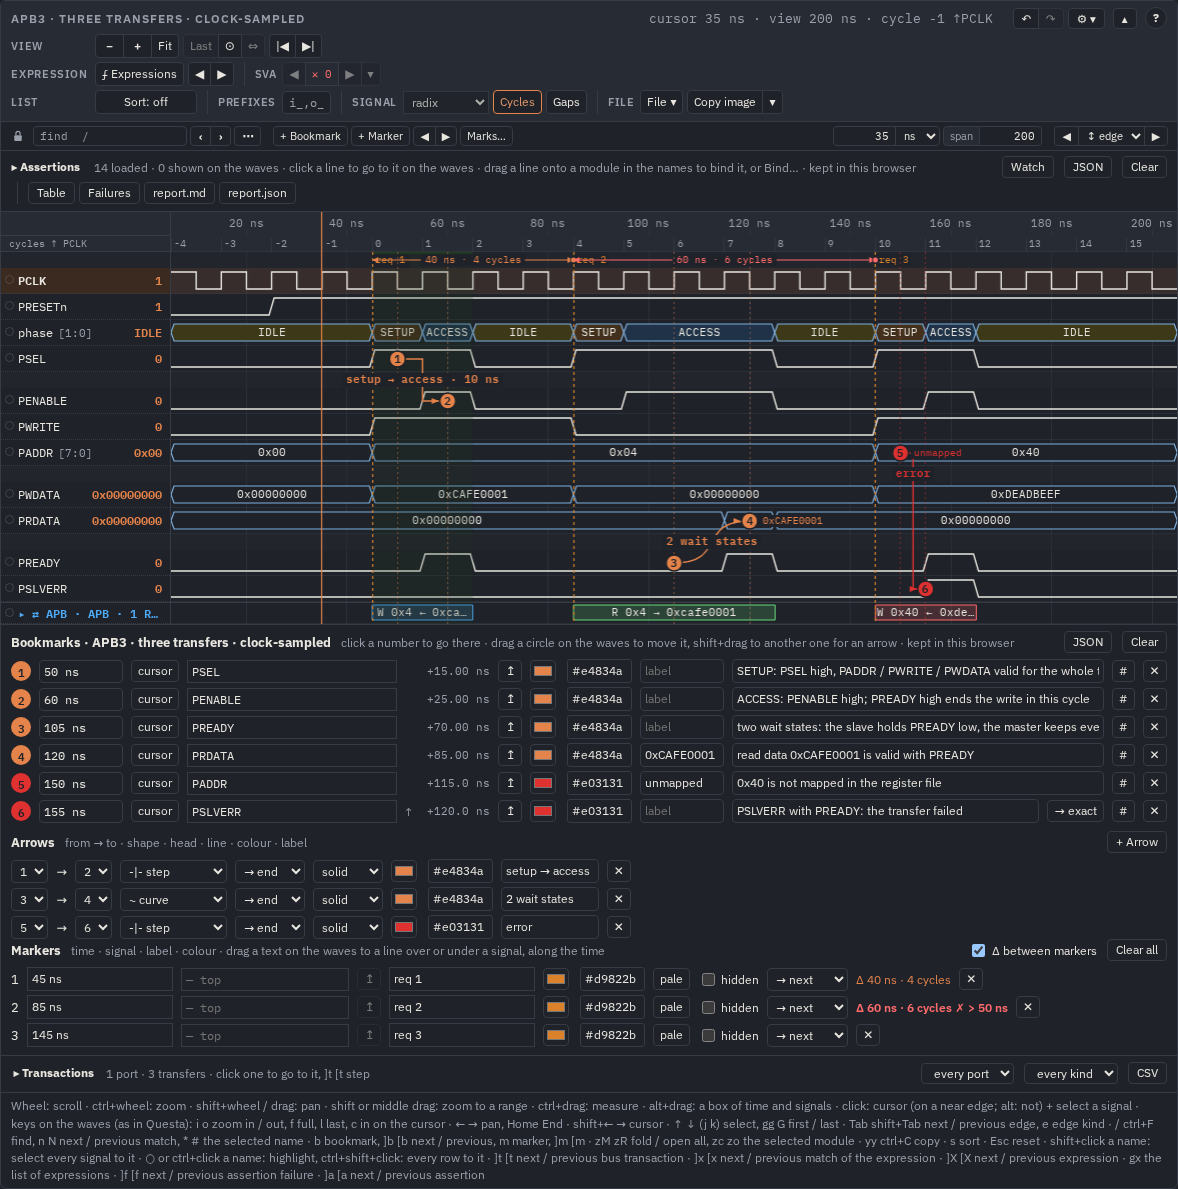 APB3 · THREE TRANSFERS · CLOCK-SAMPLED cursor 35 ns · view 200 ns · cycle -1 ↑PCLK ↶ ↷ ⚙ ▾ ▴ ?
VIEW − + Fit Last ⊙ ⇔ |◀ ▶|
EXPRESSION ⨍ Expressions ◀ ▶ SVA ◀ × 0 ▶ ▾
LIST Sort: off PREFIXES i_,o_ SIGNAL radix Cycles Gaps FILE File ▾ Copy image ▾
find / ‹ › ⋯ + Bookmark + Marker ◀ ▶ Marks... 35 ns span 200 ◀ ↕ edge ▶
▸ Assertions 14 loaded · 0 shown on the waves · click a line to go to it on the waves · drag a line onto a module in the names to bind it, or Bind... · kept in this browser Watch JSON Clear
Table Failures report.md report.json
20 ns 40 ns 60 ns 80 ns 100 ns 120 ns 140 ns 160 ns 180 ns 200 ns
cycles ↑ PCLK -4 -3 -2 -1 0 1 2 3 4 5 6 7 8 9 10 11 12 13 14 15
req 1 40 ns · 4 cycles req 2 60 ns · 6 cycles req 3
PCLK 1
PRESETn 1
phase [1:0] IDLE IDLE SETUP ACCESS IDLE SETUP ACCESS IDLE SETUP ACCESS IDLE
PSEL 0 1
setup → access · 10 ns
PENABLE 0 2
PWRITE 0
PADDR [7:0] 0x00 0x00 0x04 5 unmapped 0x40
error
PWDATA 0x00000000 0x00000000 0xCAFE0001 0x00000000 0xDEADBEEF
PRDATA 0x00000000 0x00000000 4 0xCAFE0001 0x00000000
2 wait states
PREADY 0 3
PSLVERR 0 6
▸ ⇄ APB · APB · 1 R… W 0x4 ← 0xca… R 0x4 → 0xcafe0001 W 0x40 ← 0xde…
Bookmarks · APB3 · three transfers · clock-sampled click a number to go there · drag a circle on the waves to move it, shift+drag to another one for an arrow · kept in this browser JSON Clear
1 50 ns cursor PSEL +15.00 ns ↥ #e4834a label SETUP: PSEL high, PADDR / PWRITE / PWDATA valid for the whole t # ✕
2 60 ns cursor PENABLE +25.00 ns ↥ #e4834a label ACCESS: PENABLE high; PREADY high ends the write in this cycle # ✕
3 105 ns cursor PREADY +70.00 ns ↥ #e4834a label two wait states: the slave holds PREADY low, the master keeps eve # ✕
4 120 ns cursor PRDATA +85.00 ns ↥ #e4834a 0xCAFE0001 read data 0xCAFE0001 is valid with PREADY # ✕
5 150 ns cursor PADDR +115.0 ns ↥ #e03131 unmapped 0x40 is not mapped in the register file # ✕
6 155 ns cursor PSLVERR ↑ +120.0 ns ↥ #e03131 label PSLVERR with PREADY: the transfer failed → exact # ✕
Arrows from → to · shape · head · line · colour · label + Arrow
1 → 2 -|- step → end solid #e4834a setup → access ✕
3 → 4 ~ curve → end solid #e4834a 2 wait states ✕
5 → 6 -|- step → end solid #e03131 error ✕
Markers time · signal · label · colour · drag a text on the waves to a line over or under a signal, along the time Δ between markers Clear all
1 45 ns — top ↥ req 1 #d9822b pale hidden → next Δ 40 ns · 4 cycles ✕
2 85 ns — top ↥ req 2 #d9822b pale hidden → next Δ 60 ns · 6 cycles ✗ > 50 ns ✕
3 145 ns — top ↥ req 3 #d9822b pale hidden → next ✕
▸ Transactions 1 port · 3 transfers · click one to go to it, ]t [t step every port every kind CSV
Wheel: scroll · ctrl+wheel: zoom · shift+wheel / drag: pan · shift or middle drag: zoom to a range · ctrl+drag: measure · alt+drag: a box of time and signals · click: cursor (on a near edge; alt: not) + select a signal ·
keys on the waves (as in Questa): i o zoom in / out, f full, l last, c in on the cursor · ← → pan, Home End · shift+← → cursor · ↑ ↓ (j k) select, gg G first / last · Tab shift+Tab next / previous edge, e edge kind · / ctrl+F
find, n N next / previous match, * # the selected name · b bookmark, ]b [b next / previous, m marker, ]m [m · zM zR fold / open all, zc zo the selected module · yy ctrl+C copy · s sort · Esc reset · shift+click a name:
select every signal to it · ○ or ctrl+click a name: highlight, ctrl+shift+click: every row to it · ]t [t next / previous bus transaction · ]x [x next / previous match of the expression · ]X [X next / previous expression · gx the
list of expressions · ]f [f next / previous assertion failure · ]a [a next / previous assertion